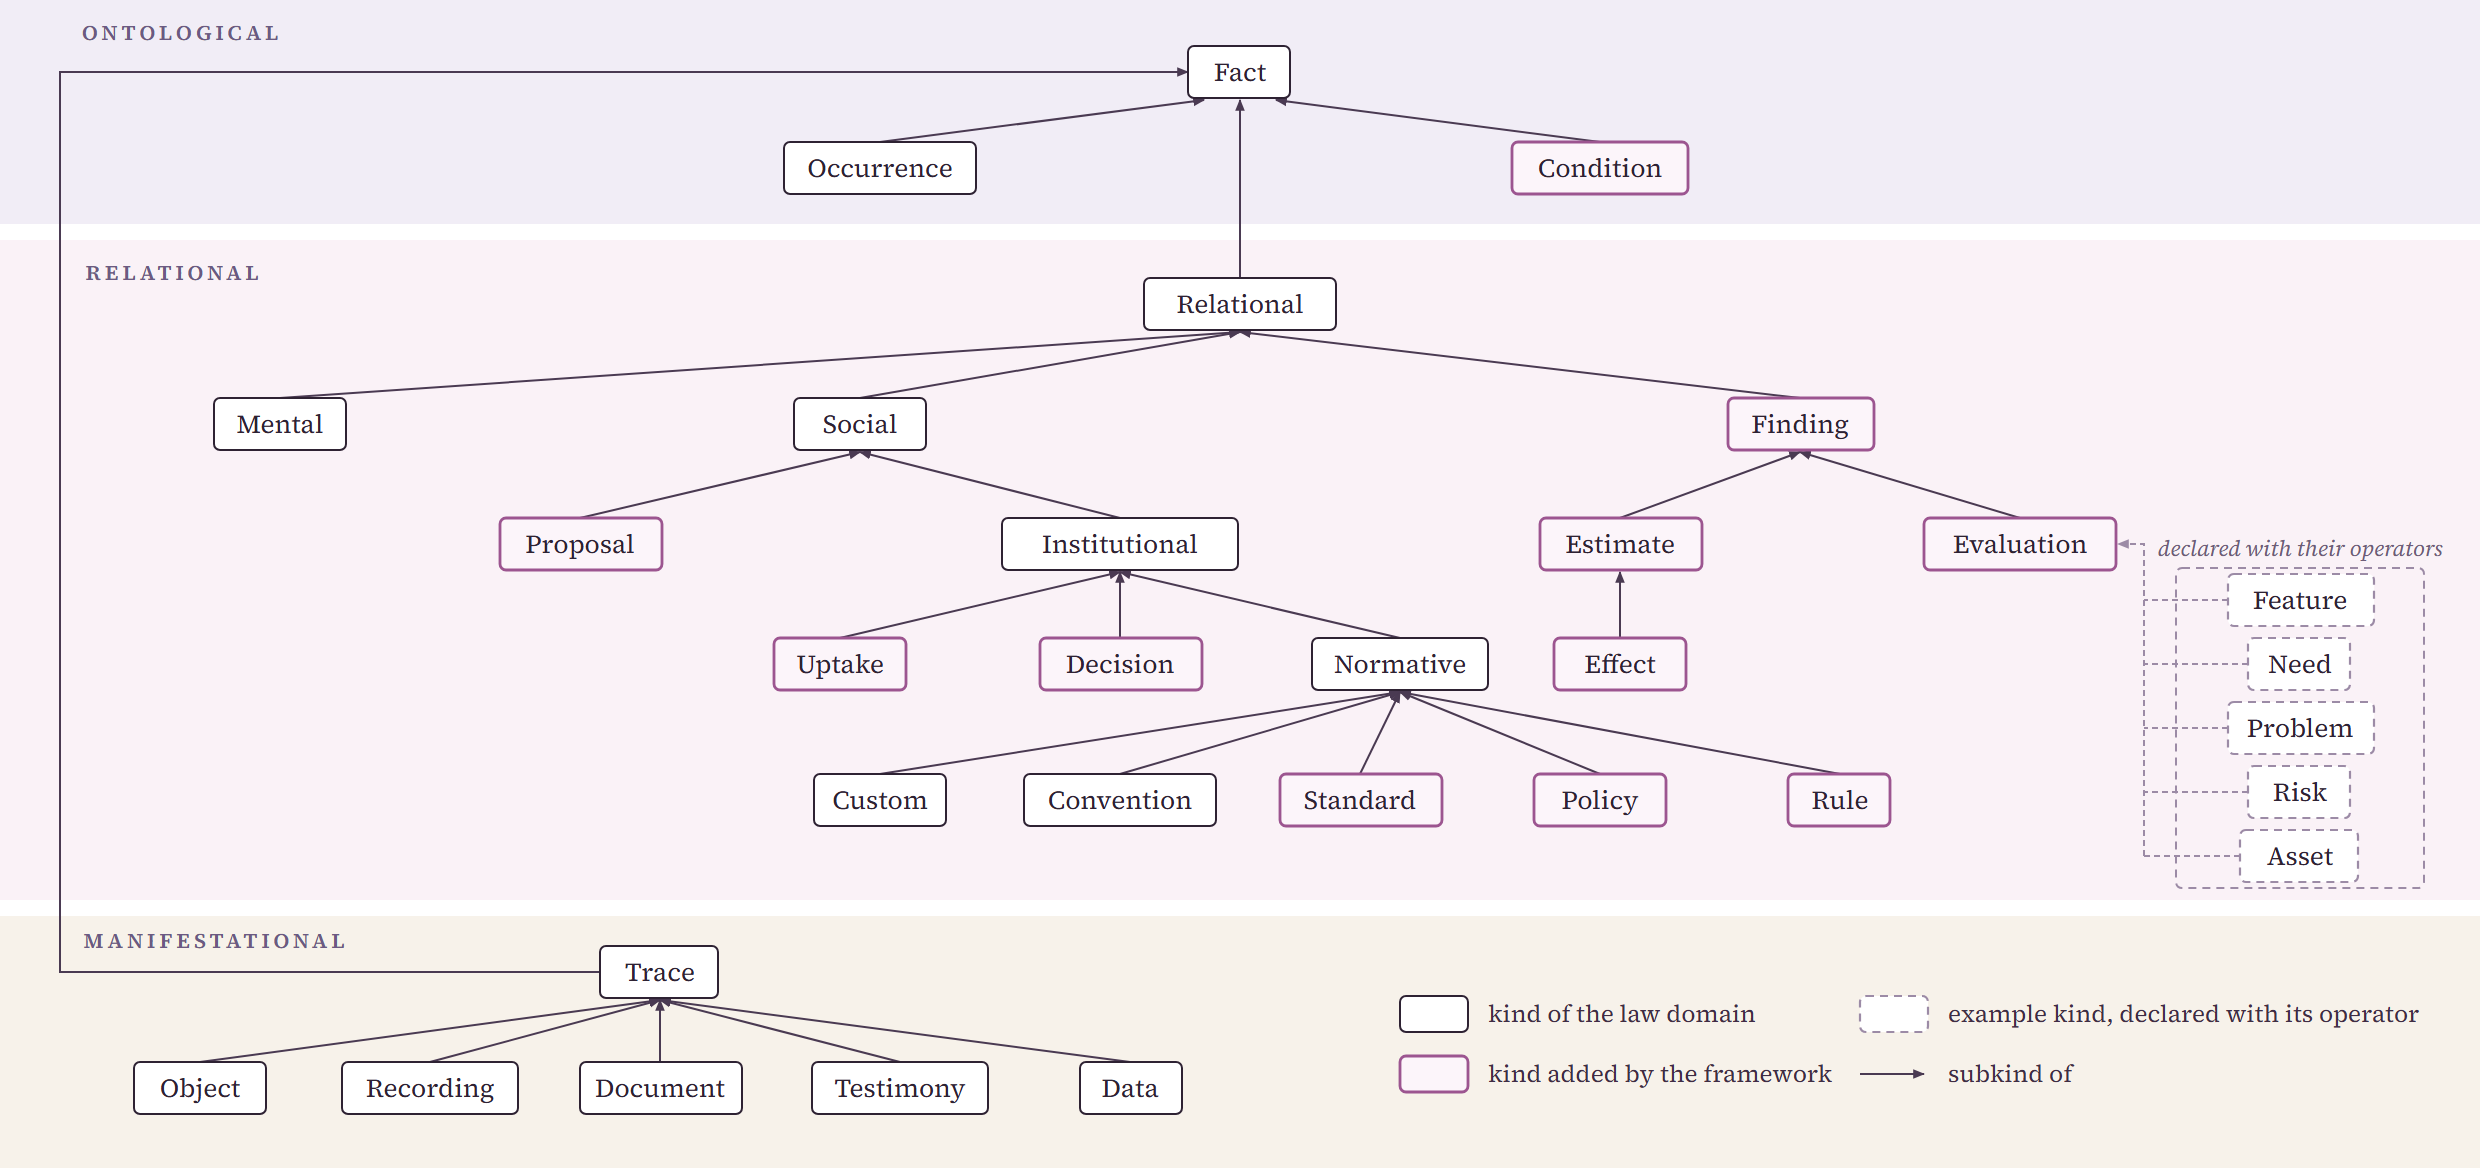 ONTOLOGICAL
Fact
Occurrence
Condition
RELATIONAL
Relational
Mental
Social
Finding
Proposal
Institutional
Estimate
Evaluation
declared with their operators
Feature
Uptake
Decision
Normative
Effect
Need
Problem
Custom
Convention
Standard
Policy
Rule
Risk
Asset
MANIFESTATIONAL
Trace
Object
Recording
Document
Testimony
Data
kind of the law domain
example kind, declared with its operator
kind added by the framework
subkind of